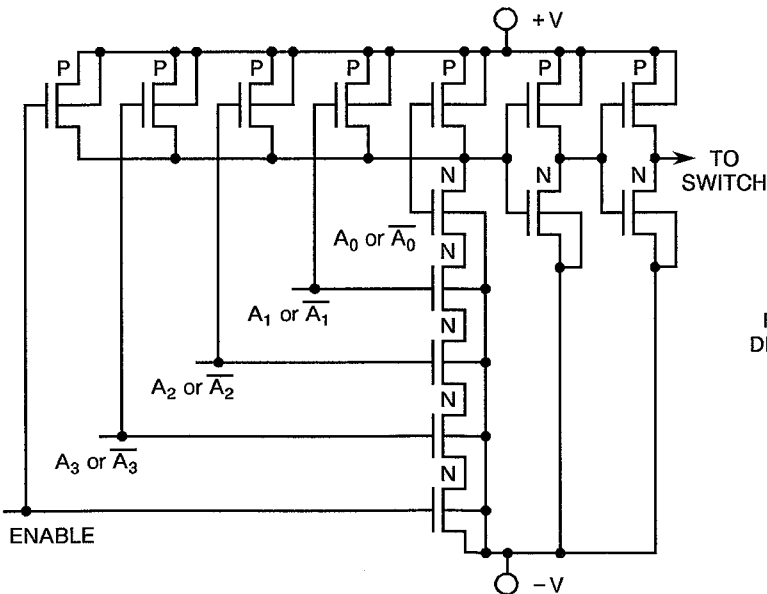 +V
P P P P P P P
TO
SWITCH
N N N
A₀ or A̅₀̅
N
A₁ or A̅₁̅
N
A₂ or A̅₂̅
N
A₃ or A̅₃̅
N
ENABLE
−V